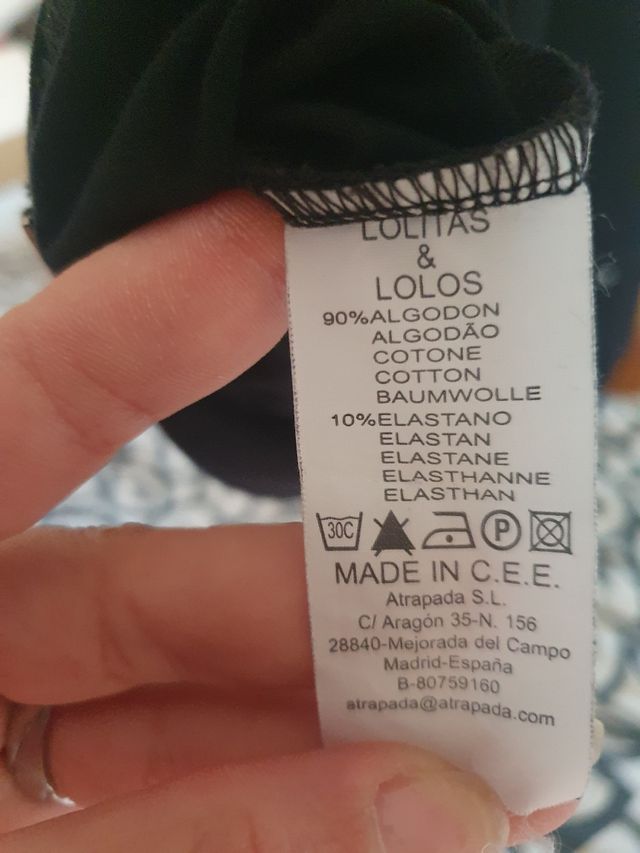 LOLITAS
&
LOLOS
90%ALGODON
ALGODÃO
COTONE
COTTON
BAUMWOLLE
10%ELASTANO
ELASTAN
ELASTANE
ELASTHANNE
ELASTHAN
30C P
MADE IN C.E.E.
Atrapada S.L.
C/ Aragón 35-N. 156
28840-Mejorada del Campo
Madrid-España
B-80759160
atrapada@atrapada.com